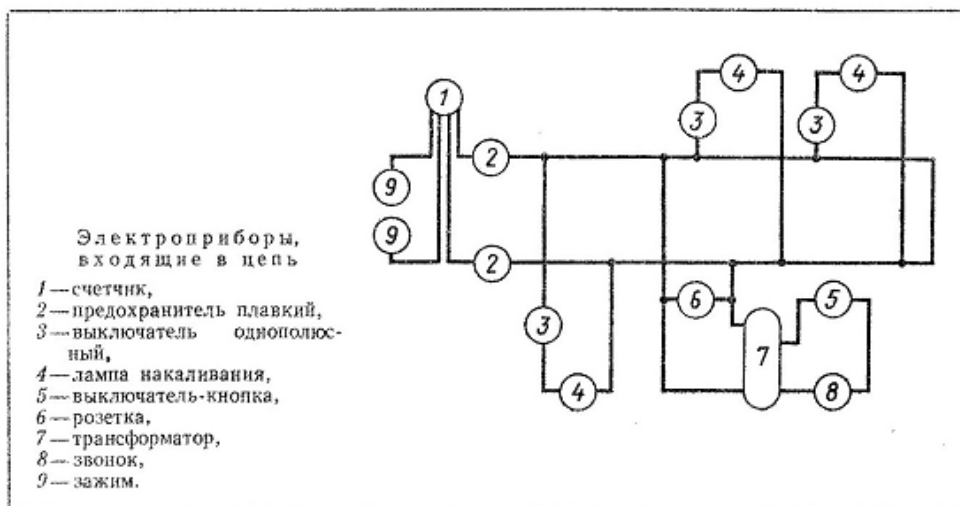 Электроприборы,
входящие в цепь
1—счетчик,
2—предохранитель плавкий,
3—выключатель однополюс-
ный,
4—лампа накаливания,
5—выключатель-кнопка,
6—розетка,
7—трансформатор,
8—звонок,
9—зажим.
1
2
9
9
2
3
4
3
4
3
4
6
7
5
8